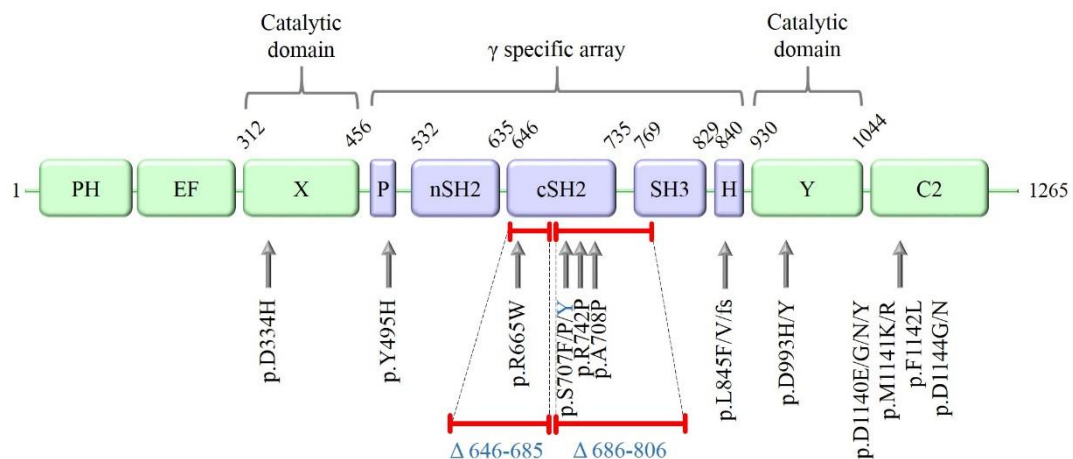 Catalytic domain
γ specific array
Catalytic domain
312
456
532
635
646
735
769
829
840
930
1044
1
PH
EF
X
P
nSH2
cSH2
SH3
H
Y
C2
1265
p.D334H
p.Y495H
p.R665W
p.S707F/P/Y
p.R742P
p.A708P
p.L845F/V/fs
p.D993H/Y
p.D1140E/G/N/Y
p.M1141K/R
p.F1142L
p.D1144G/N
Δ 646-685
Δ 686-806